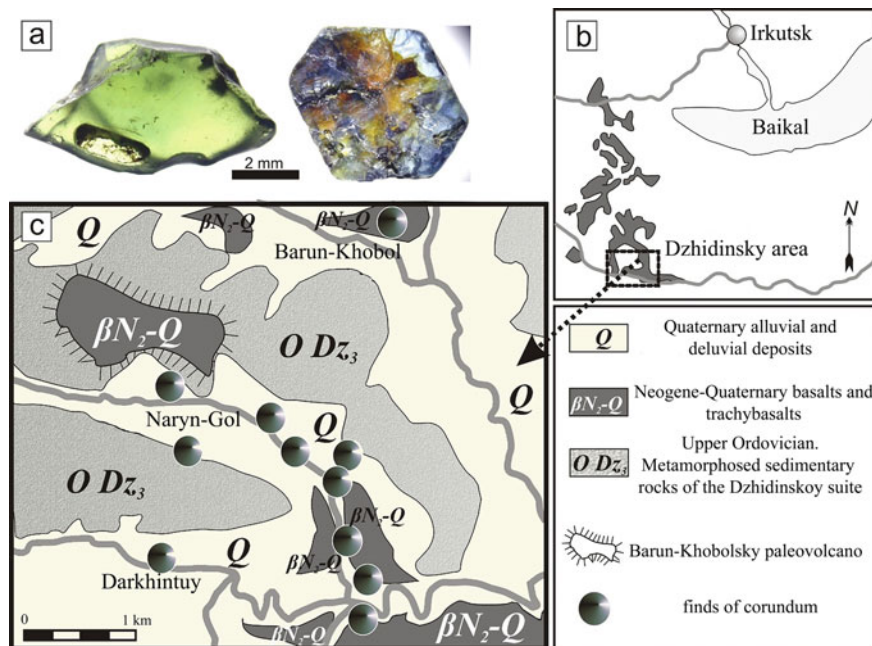 a
2 mm
b
Irkutsk
Baikal
N
Dzhidinsky area
c
Q
βN₂-Q
βN₂-Q
Barun-Khobol
βN₂-Q
O Dz₃
Q
Naryn-Gol
Q
O Dz₃
βN₂-Q
Q
βN₂-Q
Darkhintuy
0
1 km
βN₂-Q
βN₂-Q
Q
Quaternary alluvial and
deluvial deposits
βN₂-Q
Neogene-Quaternary basalts and
trachybasalts
O Dz₃
Upper Ordovician.
Metamorphosed sedimentary
rocks of the Dzhidinskoy suite
Barun-Khobolsky paleovolcano
finds of corundum